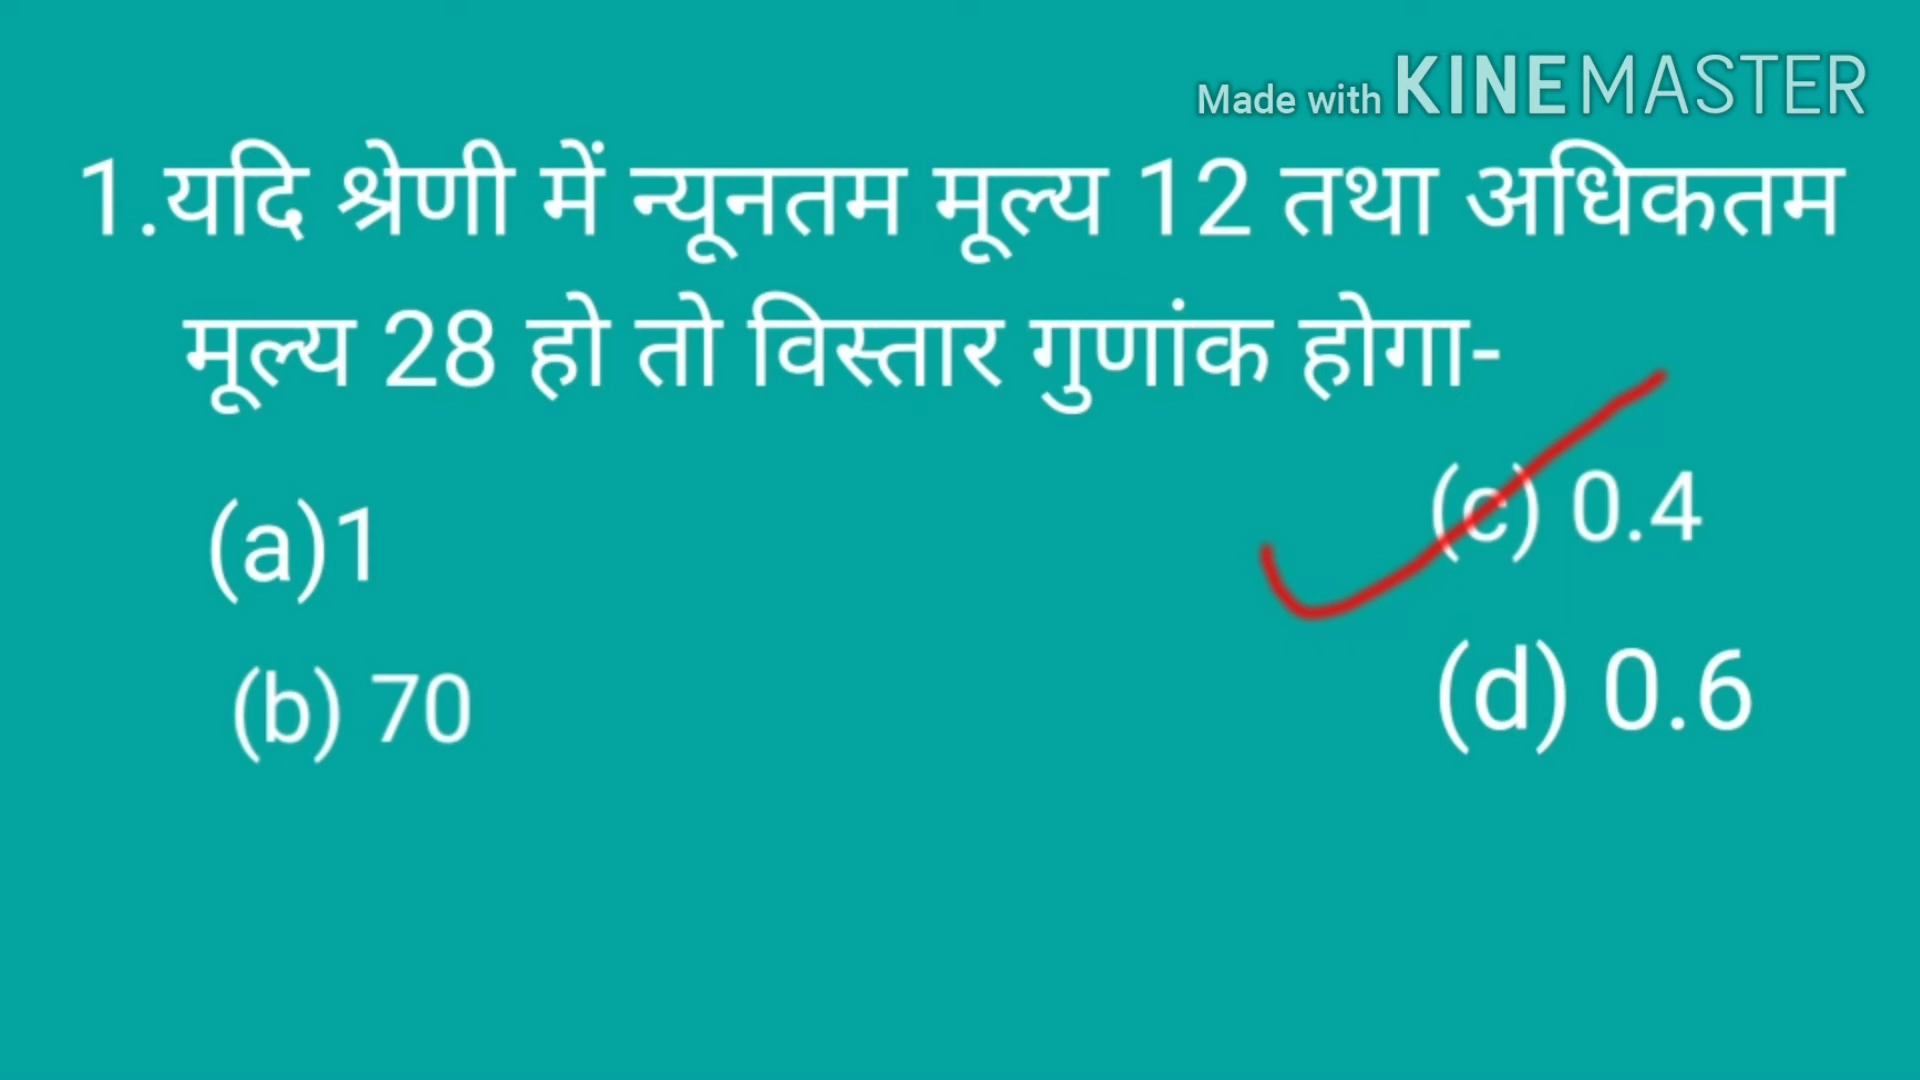 Made with KINEMASTER
1.यदि श्रेणी में न्यूनतम मूल्य 12 तथा अधिकतम
मूल्य 28 हो तो विस्तार गुणांक होगा-
(a)1
(c) 0.4
(b) 70
(d) 0.6